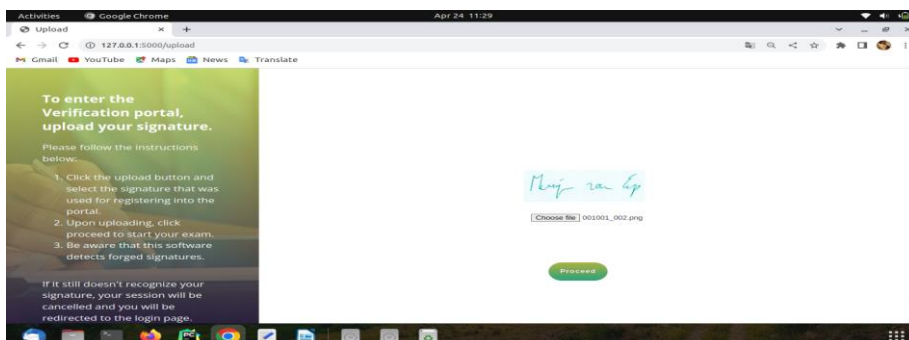 Activities Google Chrome Apr 24 11:29
Upload
127.0.0.1:5000/upload
Gmail YouTube Maps News Translate
To enter the
Verification portal,
upload your signature.
Please follow the instructions
below:
1. Click the upload button and
select the signature that was
used for registering into the
portal.
2. Upon uploading, click
proceed to start your exam.
3. Be aware that this software
detects forged signatures.
If it still doesn't recognize your
signature, your session will be
cancelled and you will be
redirected to the login page.
Choose file 001001_002.png
Proceed